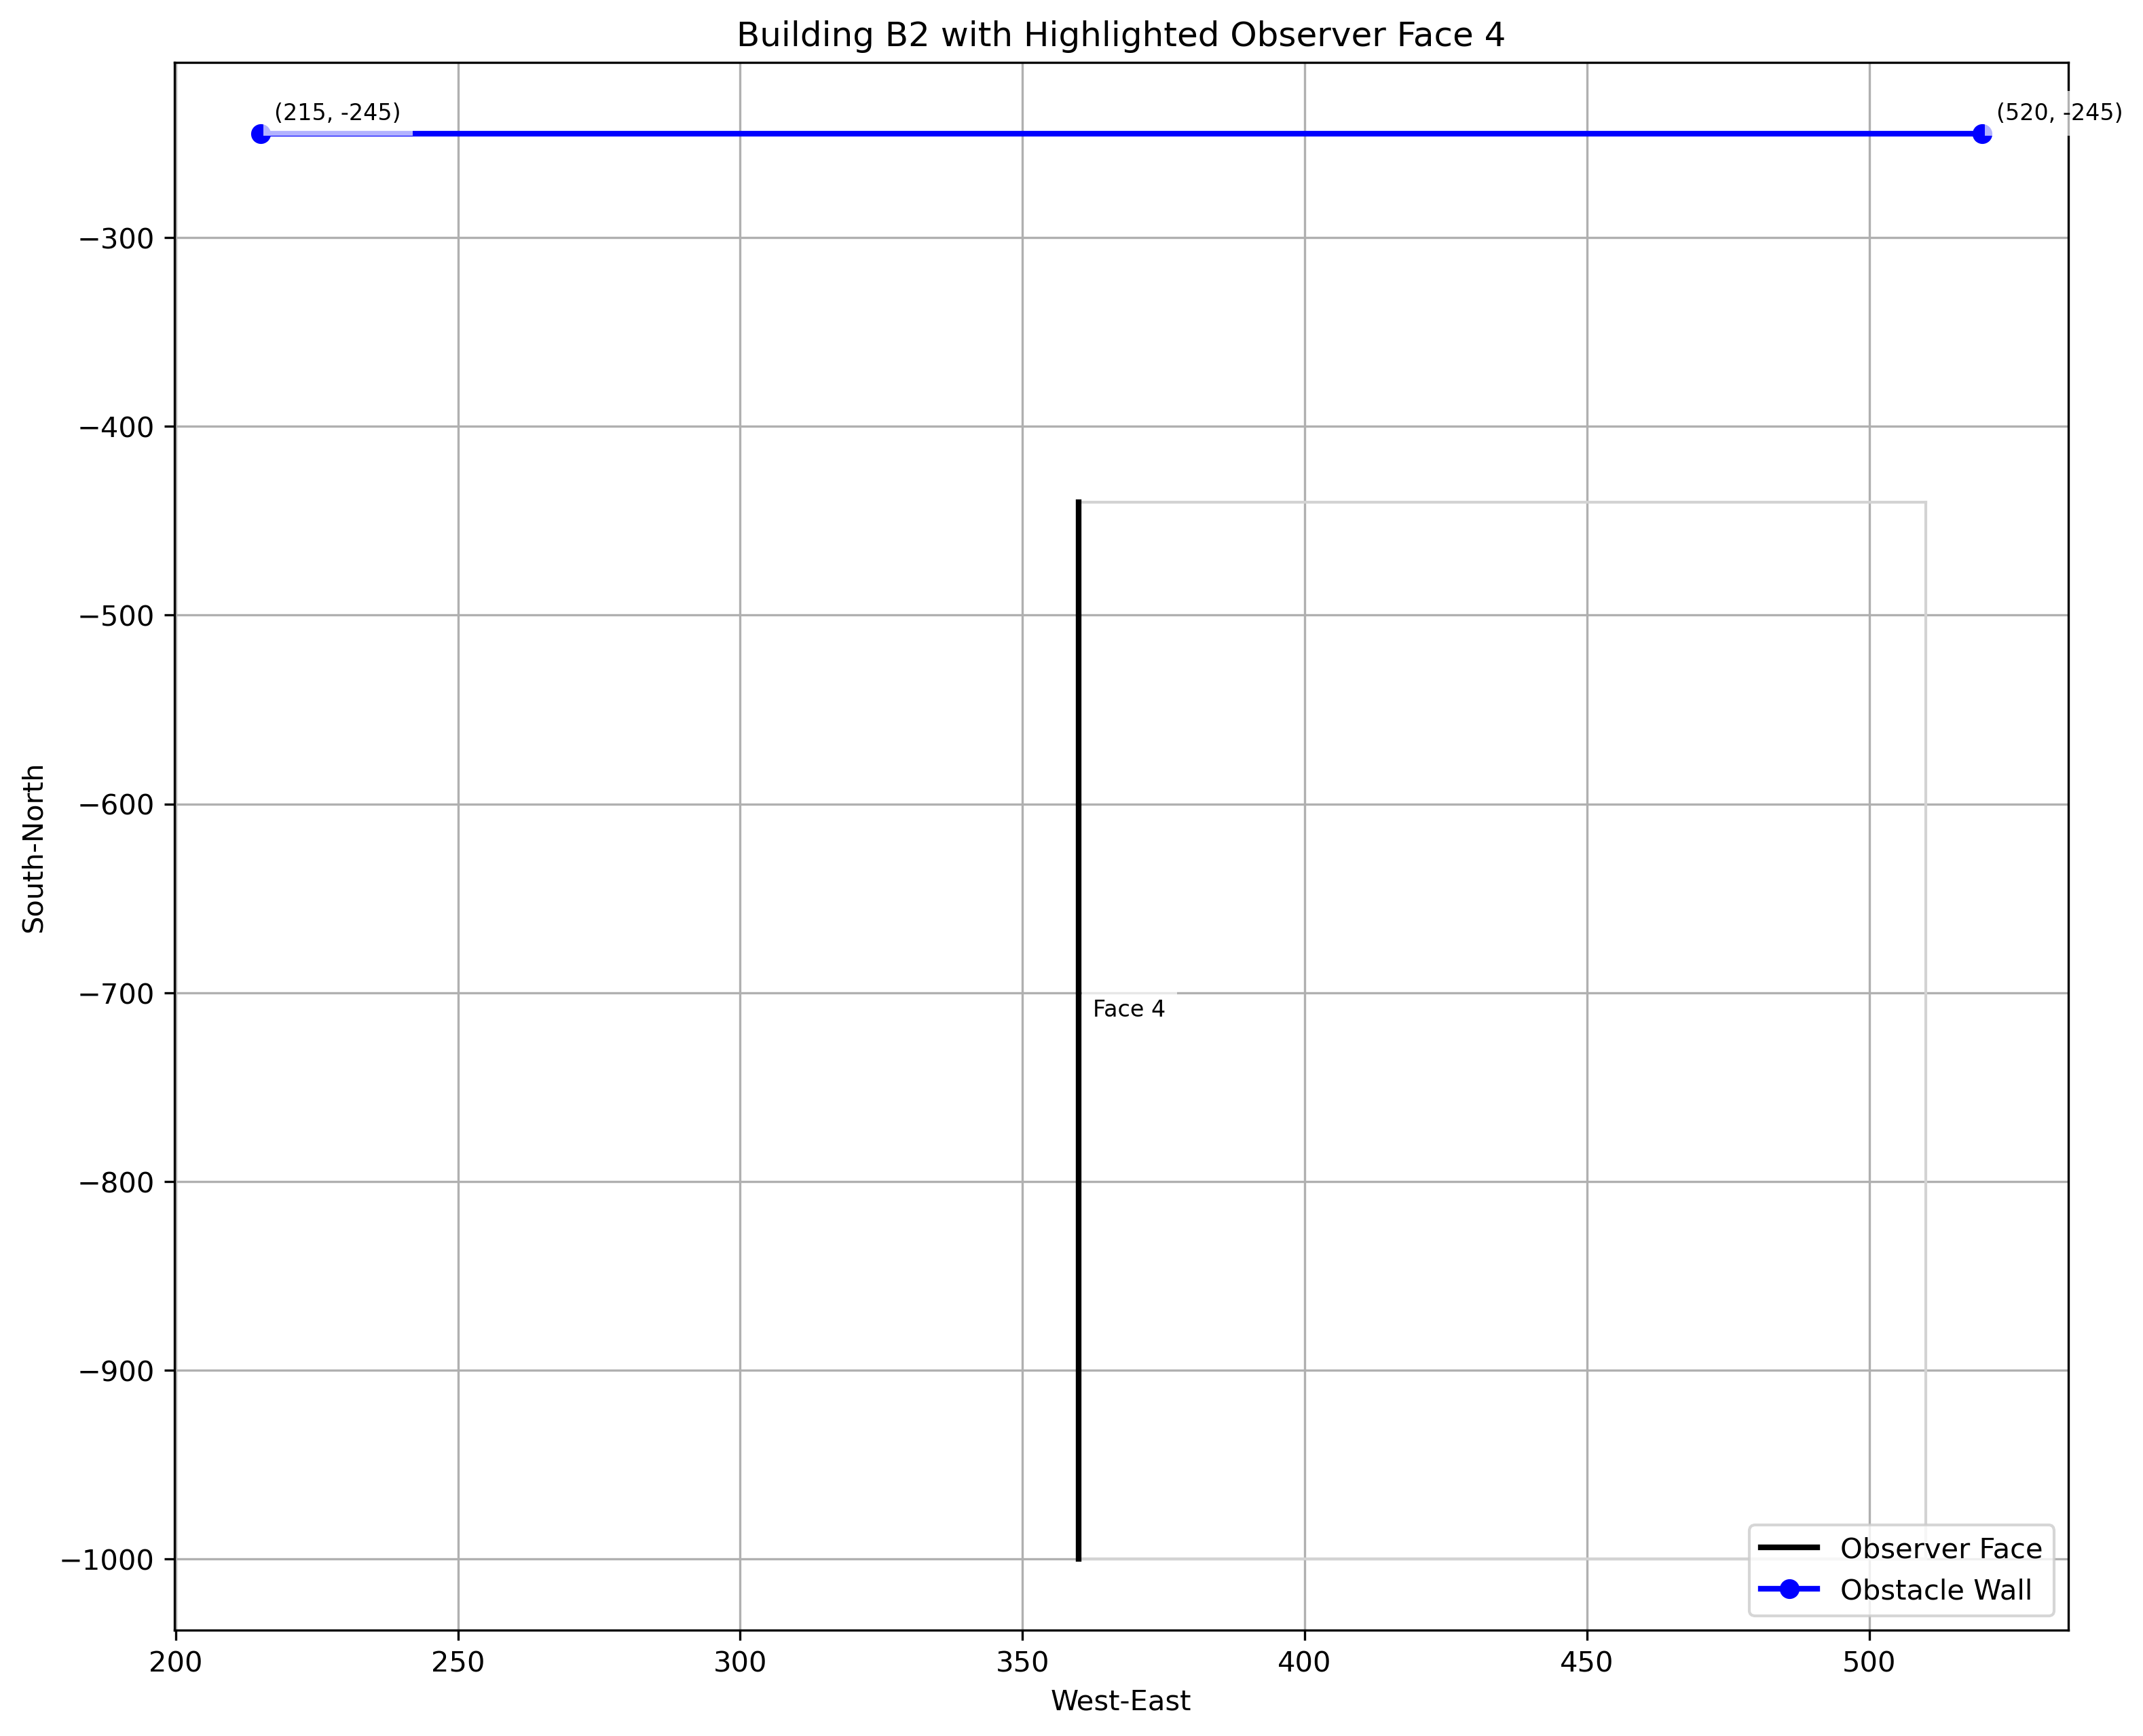 Building B2 with Highlighted Observer Face 4
(215, -245)
(520, -245)
−300
−400
−500
−600
−700
−800
−900
−1000
South-North
Face 4
Observer Face
Obstacle Wall
200
250
300
350
400
450
500
West-East